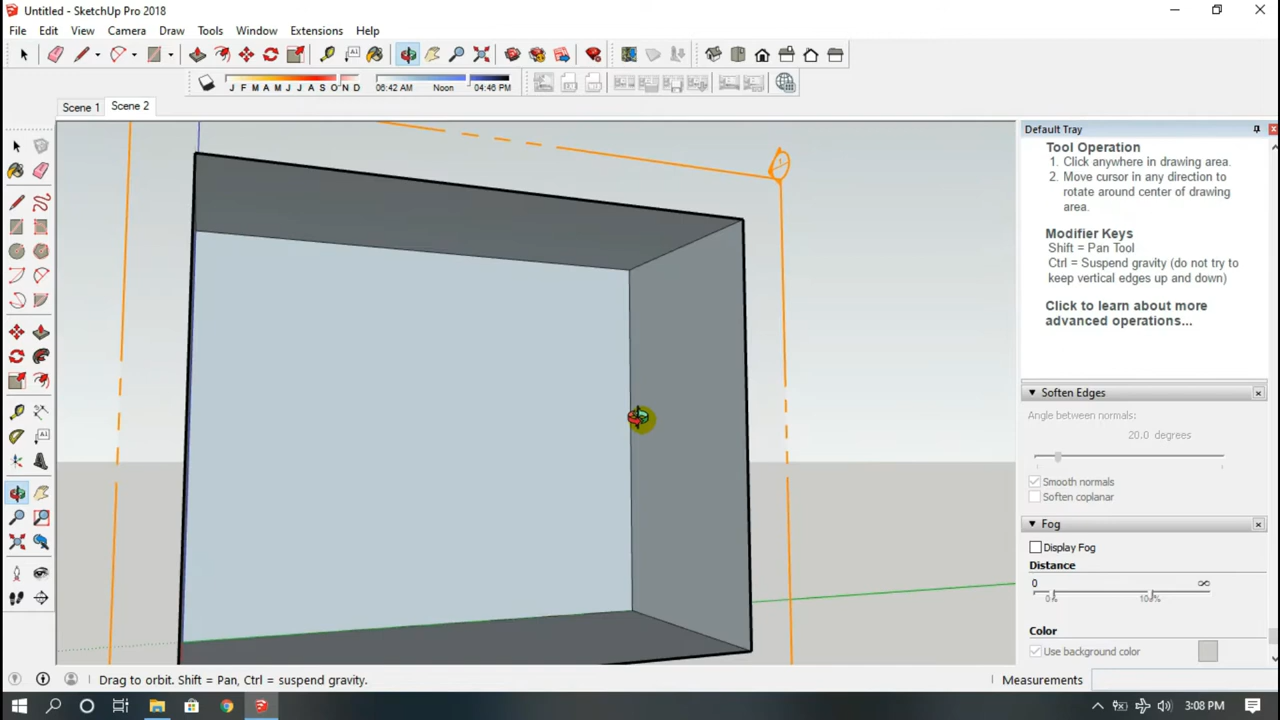 Untitled - SketchUp Pro 2018
File Edit View Camera Draw Tools Window Extensions Help
J F M A M J J A S O N D 06:42 AM Noon 04:46 PM
Scene 1 Scene 2
Default Tray
Tool Operation
1. Click anywhere in drawing area.
2. Move cursor in any direction to
rotate around center of drawing
area.
Modifier Keys
Shift = Pan Tool
Ctrl = Suspend gravity (do not try to
keep vertical edges up and down)
Click to learn about more
advanced operations...
Soften Edges
Angle between normals:
20.0 degrees
Smooth normals
Soften coplanar
Fog
Display Fog
Distance
0 ∞
0% 100%
Color
Use background color
Drag to orbit. Shift = Pan, Ctrl = suspend gravity.
Measurements
3:08 PM